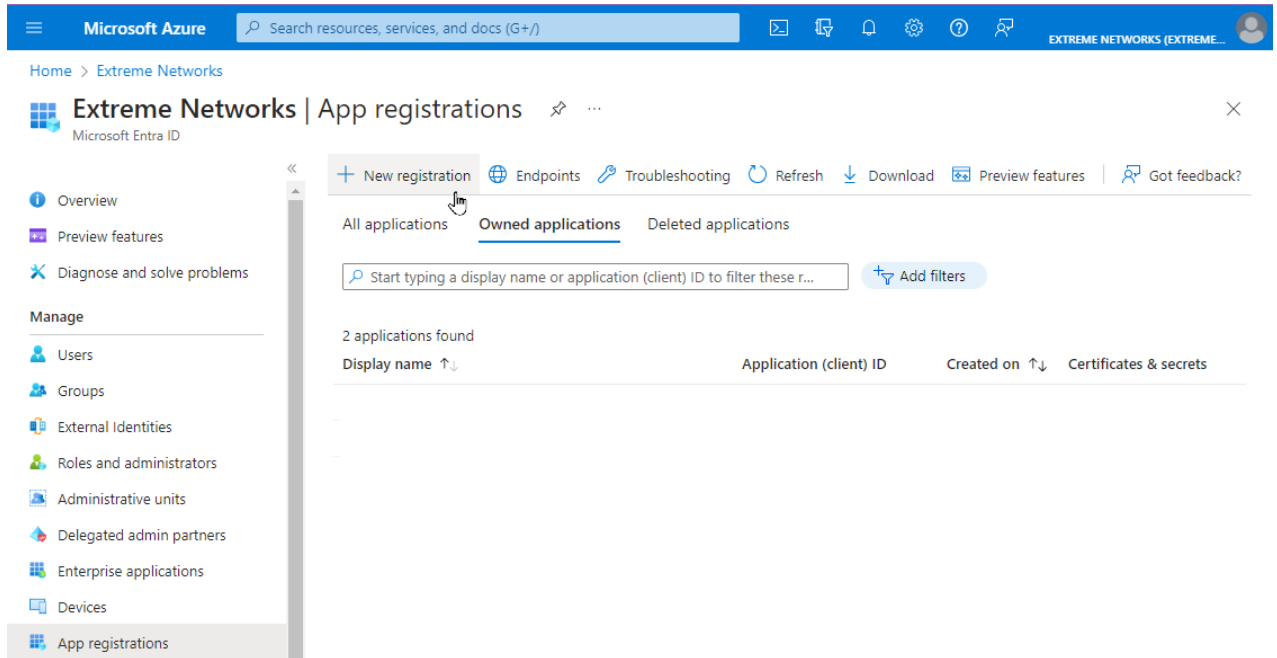 Microsoft Azure
Search resources, services, and docs (G+/)
EXTREME NETWORKS (EXTREME...
Home > Extreme Networks
Extreme Networks | App registrations
Microsoft Entra ID
New registration
Endpoints
Troubleshooting
Refresh
Download
Preview features
Got feedback?
Overview
Preview features
Diagnose and solve problems
Manage
Users
Groups
External Identities
Roles and administrators
Administrative units
Delegated admin partners
Enterprise applications
Devices
App registrations
All applications
Owned applications
Deleted applications
Start typing a display name or application (client) ID to filter these r...
Add filters
2 applications found
Display name ↑↓
Application (client) ID
Created on ↑↓
Certificates & secrets